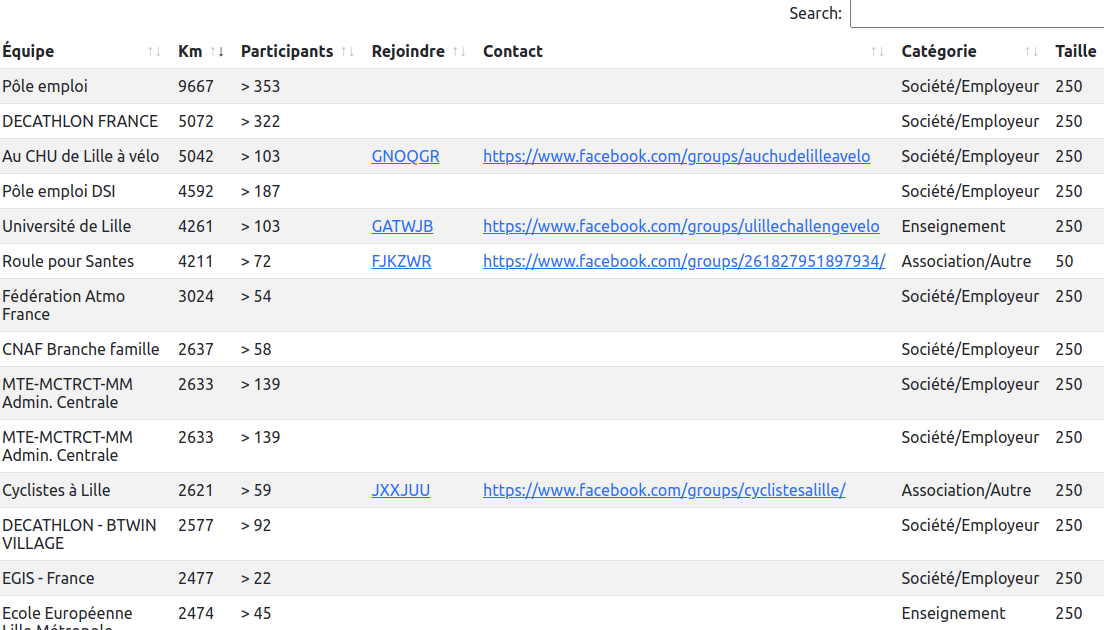 Search:
Équipe Km Participants Rejoindre Contact Catégorie Taille
Pôle emploi 9667 > 353 Société/Employeur 250
DECATHLON FRANCE 5072 > 322 Société/Employeur 250
Au CHU de Lille à vélo 5042 > 103 GNOQGR https://www.facebook.com/groups/auchudelilleavelo Société/Employeur 250
Pôle emploi DSI 4592 > 187 Société/Employeur 250
Université de Lille 4261 > 103 GATWJB https://www.facebook.com/groups/ulillechallengevelo Enseignement 250
Roule pour Santes 4211 > 72 FJKZWR https://www.facebook.com/groups/261827951897934/ Association/Autre 50
Fédération Atmo 3024 > 54 Société/Employeur 250
France
CNAF Branche famille 2637 > 58 Société/Employeur 250
MTE-MCTRCT-MM 2633 > 139 Société/Employeur 250
Admin. Centrale
MTE-MCTRCT-MM 2633 > 139 Société/Employeur 250
Admin. Centrale
Cyclistes à Lille 2621 > 59 JXXJUU https://www.facebook.com/groups/cyclistesalille/ Association/Autre 250
DECATHLON - BTWIN 2577 > 92 Société/Employeur 250
VILLAGE
EGIS - France 2477 > 22 Société/Employeur 250
Ecole Européenne 2474 > 45 Enseignement 250
Lille Métropole